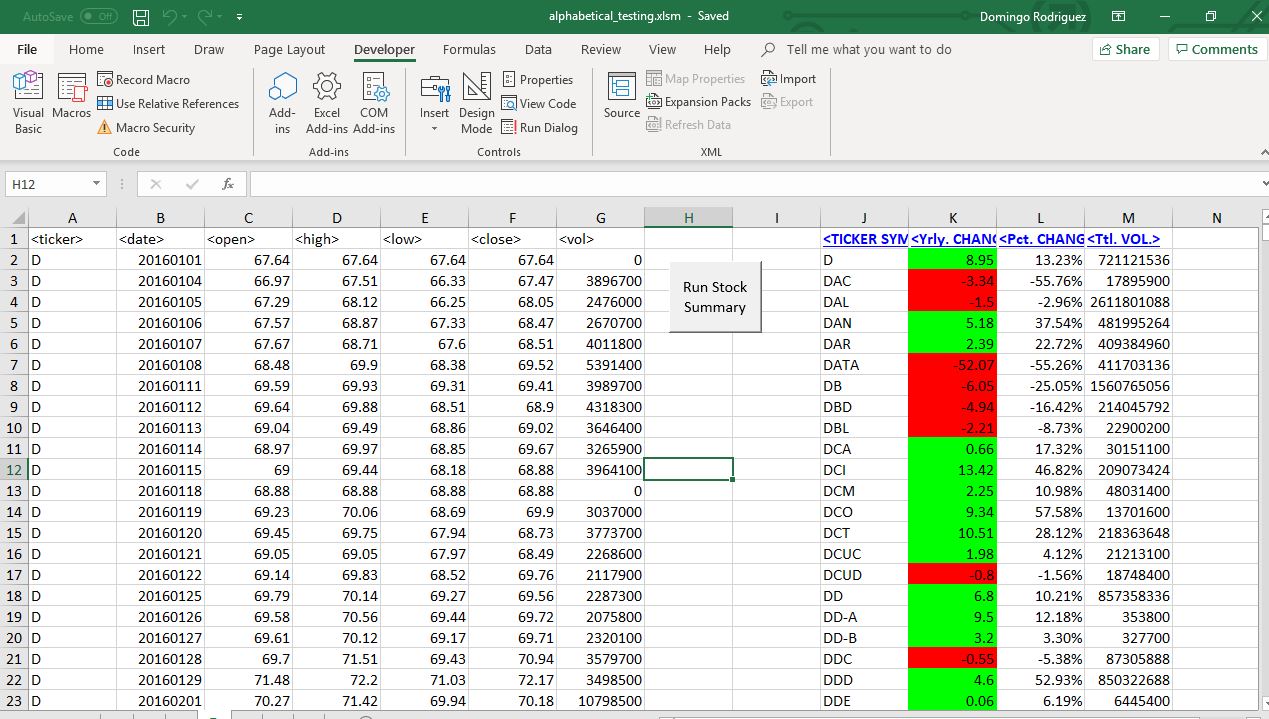 AutoSave Off alphabetical_testing.xlsm - Saved Domingo Rodriguez
File Home Insert Draw Page Layout Developer Formulas Data Review View Help Tell me what you want to do Share Comments
Visual Basic
Macros
Record Macro
Use Relative References
Macro Security
Code
Add-ins
Excel Add-ins
COM Add-ins
Add-ins
Insert
Design Mode
Properties
View Code
Run Dialog
Controls
Source
Map Properties
Expansion Packs
Refresh Data
Import
Export
XML
H12 fx
A B C D E F G H I J K L M N
1 <ticker> <date> <open> <high> <low> <close> <vol> <TICKER SYM <Yrly. CHANG <Pct. CHANG <Ttl. VOL.>
2 D 20160101 67.64 67.64 67.64 67.64 0 D 8.95 13.23% 721121536
3 D 20160104 66.97 67.51 66.33 67.47 3896700 DAC -3.34 -55.76% 17895900
4 D 20160105 67.29 68.12 66.25 68.05 2476000 DAL -1.5 -2.96% 2611801088
5 D 20160106 67.57 68.87 67.33 68.47 2670700 DAN 5.18 37.54% 481995264
6 D 20160107 67.67 68.71 67.6 68.51 4011800 DAR 2.39 22.72% 409384960
7 D 20160108 68.49 69.9 68.38 69.52 5391400 DATA -52.07 -55.26% 411703136
8 D 20160111 69.59 69.93 69.31 69.41 3989700 DB -6.05 -25.05% 1560765056
9 D 20160112 69.64 69.88 68.51 68.9 4318300 DBD -4.94 -16.42% 214045792
10 D 20160113 69.04 69.49 68.86 69.02 3646400 DBL -2.21 -8.73% 22900200
11 D 20160114 68.97 69.97 68.85 69.67 3265900 DCA 0.66 17.32% 30151100
12 D 20160115 69 69.44 68.18 68.88 3964100 DCI 13.42 46.82% 209073424
13 D 20160118 68.88 68.88 68.88 68.88 0 DCM 2.25 10.98% 48031400
14 D 20160119 69.23 70.06 68.69 69.9 3037000 DCO 9.34 57.58% 13701600
15 D 20160120 69.45 69.75 67.94 68.73 3773700 DCT 10.51 28.12% 218363648
16 D 20160121 69.05 69.05 67.97 68.49 2268600 DCUC 1.98 4.12% 21213100
17 D 20160122 69.14 69.83 68.52 69.76 2117900 DCUD -0.8 -1.56% 18748400
18 D 20160125 69.79 70.14 69.27 69.56 2287300 DD 6.8 10.21% 857358336
19 D 20160126 69.53 70.56 69.44 69.72 2075800 DD-A 9.5 12.18% 353800
20 D 20160127 69.61 70.12 69.17 69.71 2320100 DD-B 3.2 3.30% 327700
21 D 20160128 70 71.51 69.43 70.94 3579700 DDC -0.55 -5.38% 87305888
22 D 20160129 71.48 72.2 71.03 72.17 3498500 DDD 4.6 52.93% 850322688
23 D 20160201 70.27 71.42 69.94 70.18 10798500 DDE 0.06 6.19% 6445400
Run Stock
Summary